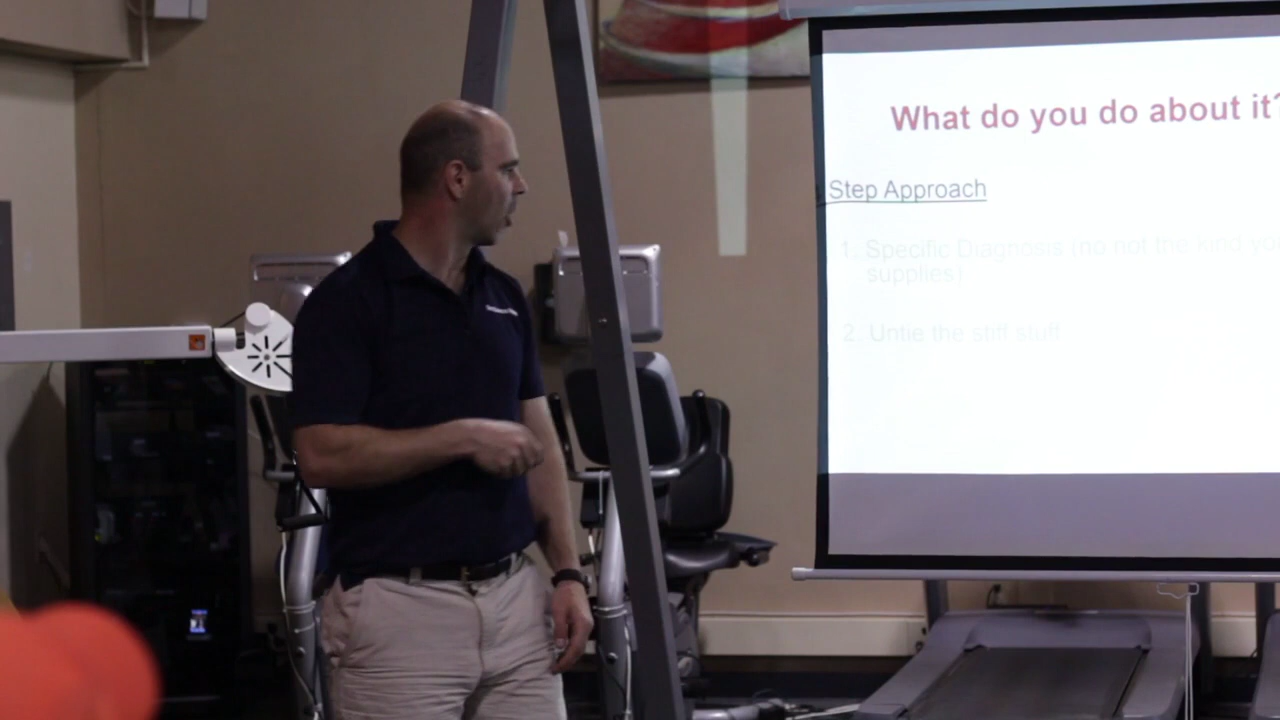 What do you do about it?
Step Approach
1. Specific Diagnosis (no not the kind you
supplies)
2. Untie the stiff stuff